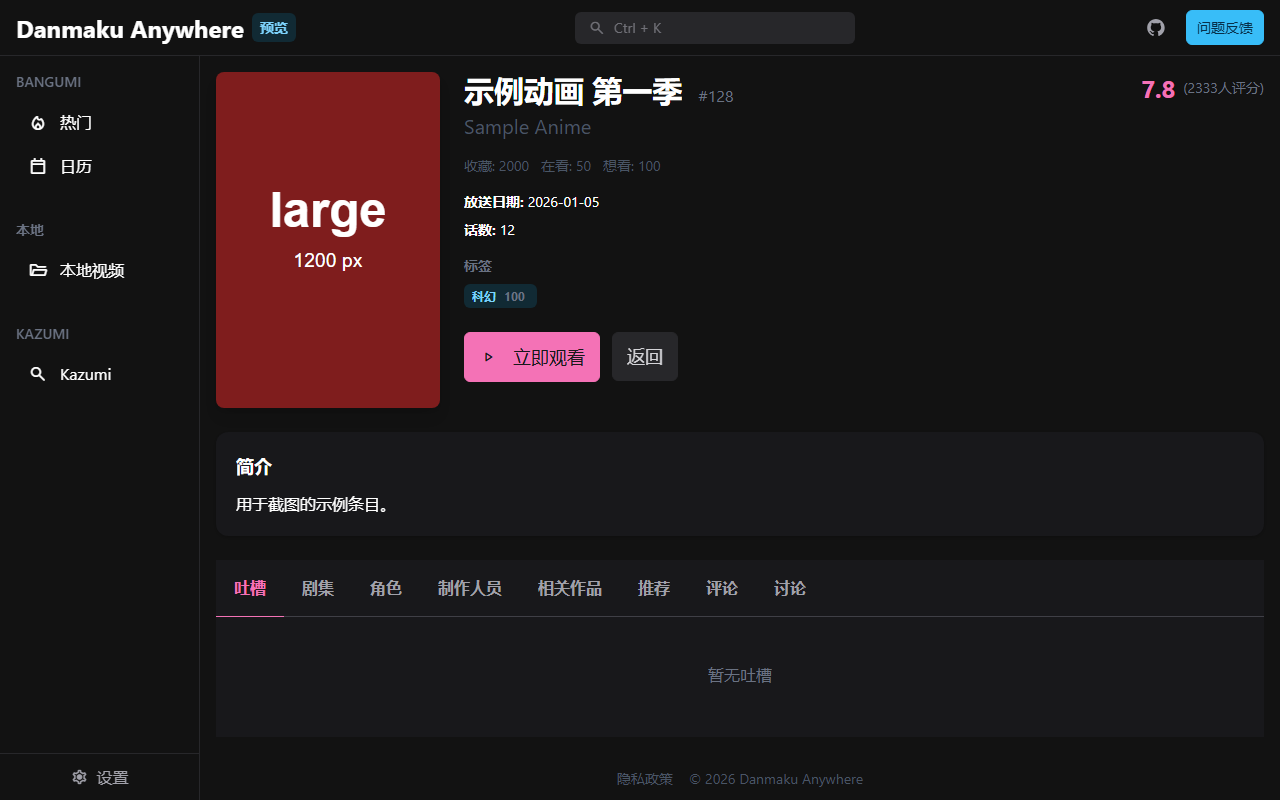 Danmaku Anywhere 预览
Ctrl + K
问题反馈
BANGUMI
热门
日历
本地
本地视频
KAZUMI
Kazumi
设置
large
1200 px
示例动画 第一季 #128
7.8 (2333人评分)
Sample Anime
收藏: 2000 在看: 50 想看: 100
放送日期: 2026-01-05
话数: 12
标签
科幻 100
立即观看 返回
简介
用于截图的示例条目。
吐槽 剧集 角色 制作人员 相关作品 推荐 评论 讨论
暂无吐槽
隐私政策 © 2026 Danmaku Anywhere